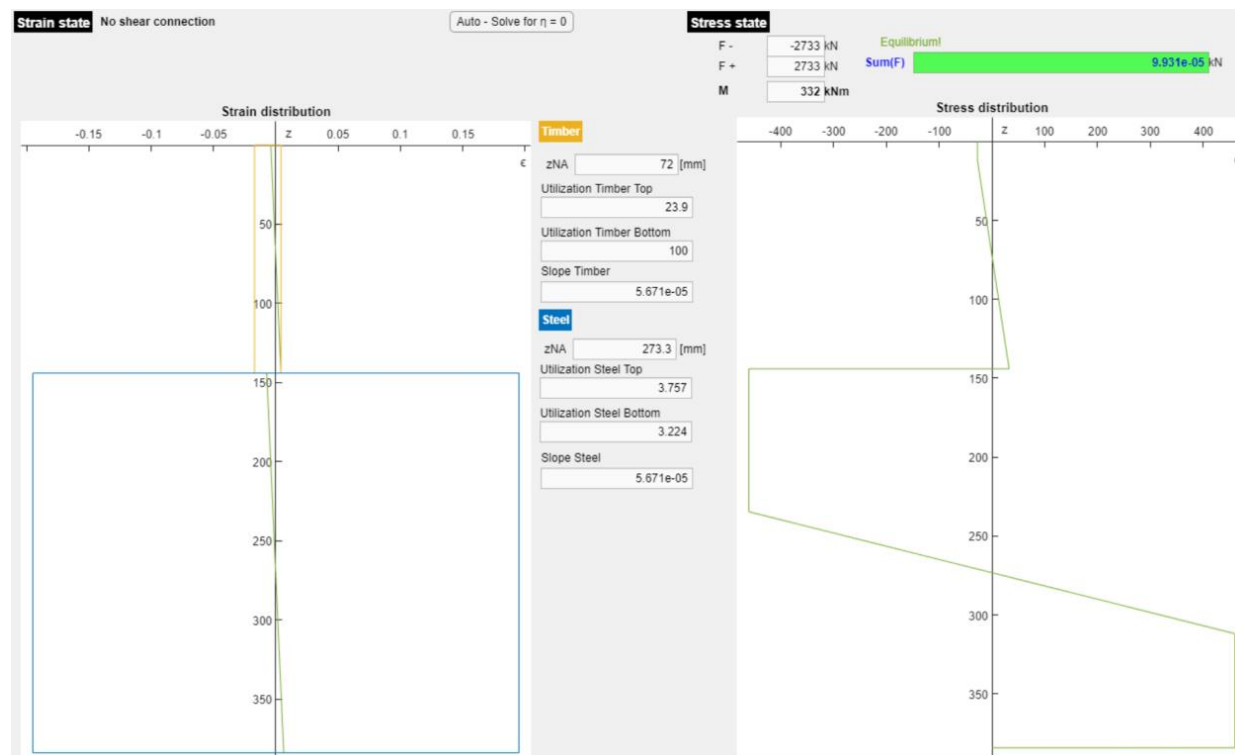 Strain state No shear connection Auto - Solve for η = 0
Stress state
F - -2733 kN
F + 2733 kN
M 332 kNm
Equilibrium!
Sum(F) 9.931e-05 kN
Strain distribution
-0.15 -0.1 -0.05 z 0.05 0.1 0.15
ε
50
100
150
200
250
300
350
Timber
zNA 72 [mm]
Utilization Timber Top
23.9
Utilization Timber Bottom
100
Slope Timber
5.671e-05
Steel
zNA 273.3 [mm]
Utilization Steel Top
3.757
Utilization Steel Bottom
3.224
Slope Steel
5.671e-05
Stress distribution
-400 -300 -200 -100 z 100 200 300 400
50
100
150
200
250
300
350